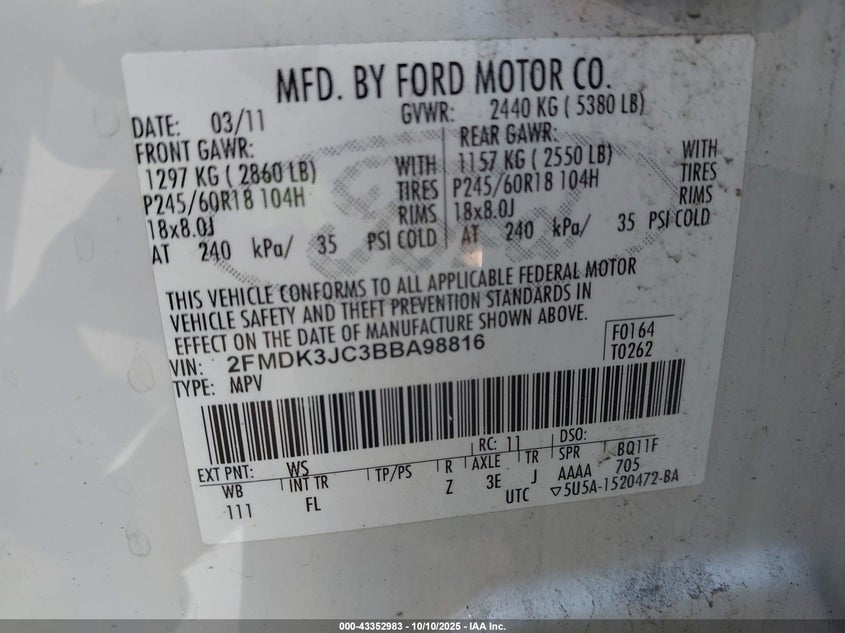 MFD. BY FORD MOTOR CO.
DATE: 03/11 GVWR: 2440 KG ( 5380 LB)
FRONT GAWR: REAR GAWR:
1297 KG ( 2860 LB) WITH 1157 KG ( 2550 LB) WITH
P245/60R18 104H TIRES P245/60R18 104H TIRES
18x8.0J RIMS 18x8.0J RIMS
AT 240 kPa/ 35 PSI COLD AT 240 kPa/ 35 PSI COLD
THIS VEHICLE CONFORMS TO ALL APPLICABLE FEDERAL MOTOR
VEHICLE SAFETY AND THEFT PREVENTION STANDARDS IN
EFFECT ON THE DATE OF MANUFACTURE SHOWN ABOVE.
VIN: 2FMDK3JC3BBA98816 F0164
TYPE: MPV T0262
EXT PNT: WS RC: 11 DSO: BQ11F
WB INT TR TP/PS R AXLE TR SPR 705
111 FL Z 3E J AAAA
UTC ▽5U5A-1520472-BA
000-43352983 - 10/10/2025 - IAA Inc.